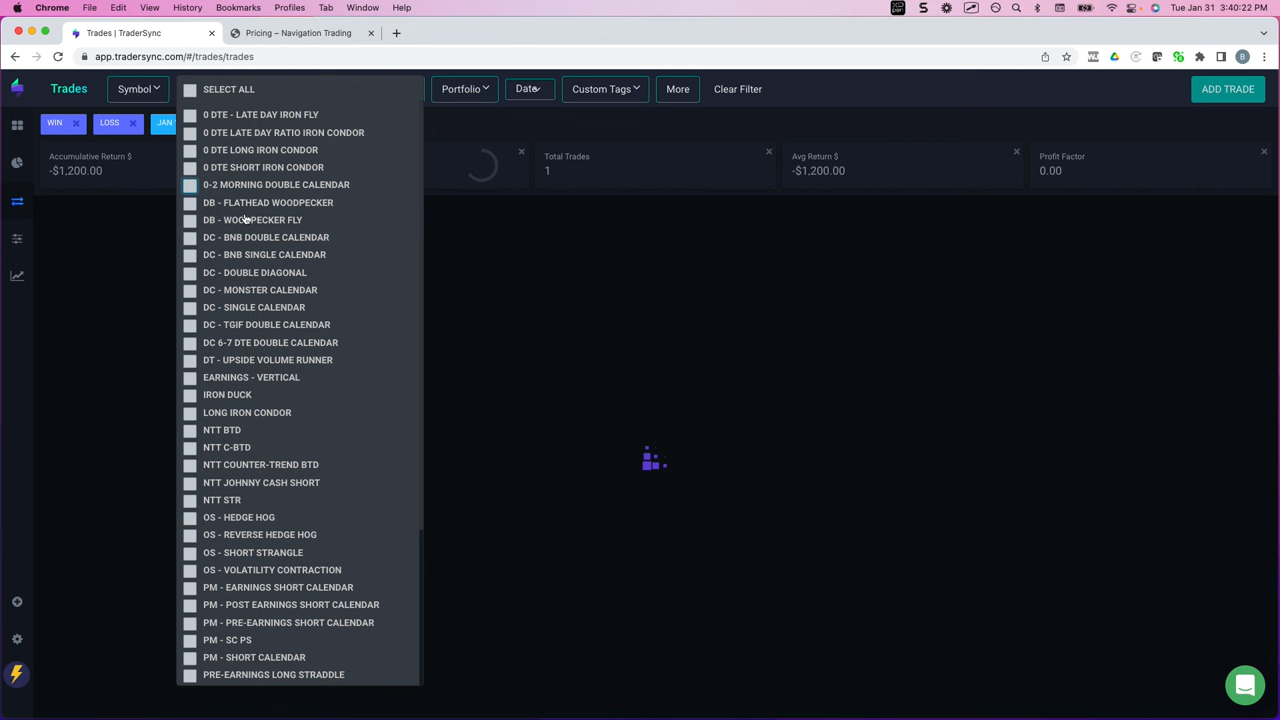 Chrome File Edit View History Bookmarks Profiles Tab Window Help Tue Jan 31 3:40:22 PM
Trades | TraderSync Pricing – Navigation Trading
app.tradersync.com/#/trades/trades
Trades Symbol SELECT ALL Portfolio Date Custom Tags More Clear Filter ADD TRADE
WIN LOSS JAN
Accumulative Return $ Total Trades Avg Return $ Profit Factor
-$1,200.00 1 -$1,200.00 0.00
0 DTE - LATE DAY IRON FLY
0 DTE LATE DAY RATIO IRON CONDOR
0 DTE LONG IRON CONDOR
0 DTE SHORT IRON CONDOR
0-2 MORNING DOUBLE CALENDAR
DB - FLATHEAD WOODPECKER
DB - WOODPECKER FLY
DC - BNB DOUBLE CALENDAR
DC - BNB SINGLE CALENDAR
DC - DOUBLE DIAGONAL
DC - MONSTER CALENDAR
DC - SINGLE CALENDAR
DC - TGIF DOUBLE CALENDAR
DC 6-7 DTE DOUBLE CALENDAR
DT - UPSIDE VOLUME RUNNER
EARNINGS - VERTICAL
IRON DUCK
LONG IRON CONDOR
NTT BTD
NTT C-BTD
NTT COUNTER-TREND BTD
NTT JOHNNY CASH SHORT
NTT STR
OS - HEDGE HOG
OS - REVERSE HEDGE HOG
OS - SHORT STRANGLE
OS - VOLATILITY CONTRACTION
PM - EARNINGS SHORT CALENDAR
PM - POST EARNINGS SHORT CALENDAR
PM - PRE-EARNINGS SHORT CALENDAR
PM - SC PS
PM - SHORT CALENDAR
PRE-EARNINGS LONG STRADDLE